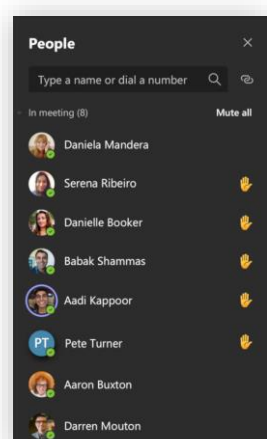 People
Type a name or dial a number
In meeting (8) Mute all
Daniela Mandera
Serena Ribeiro
Danielle Booker
Babak Shammas
Aadi Kappoor
PT Pete Turner
Aaron Buxton
Darren Mouton